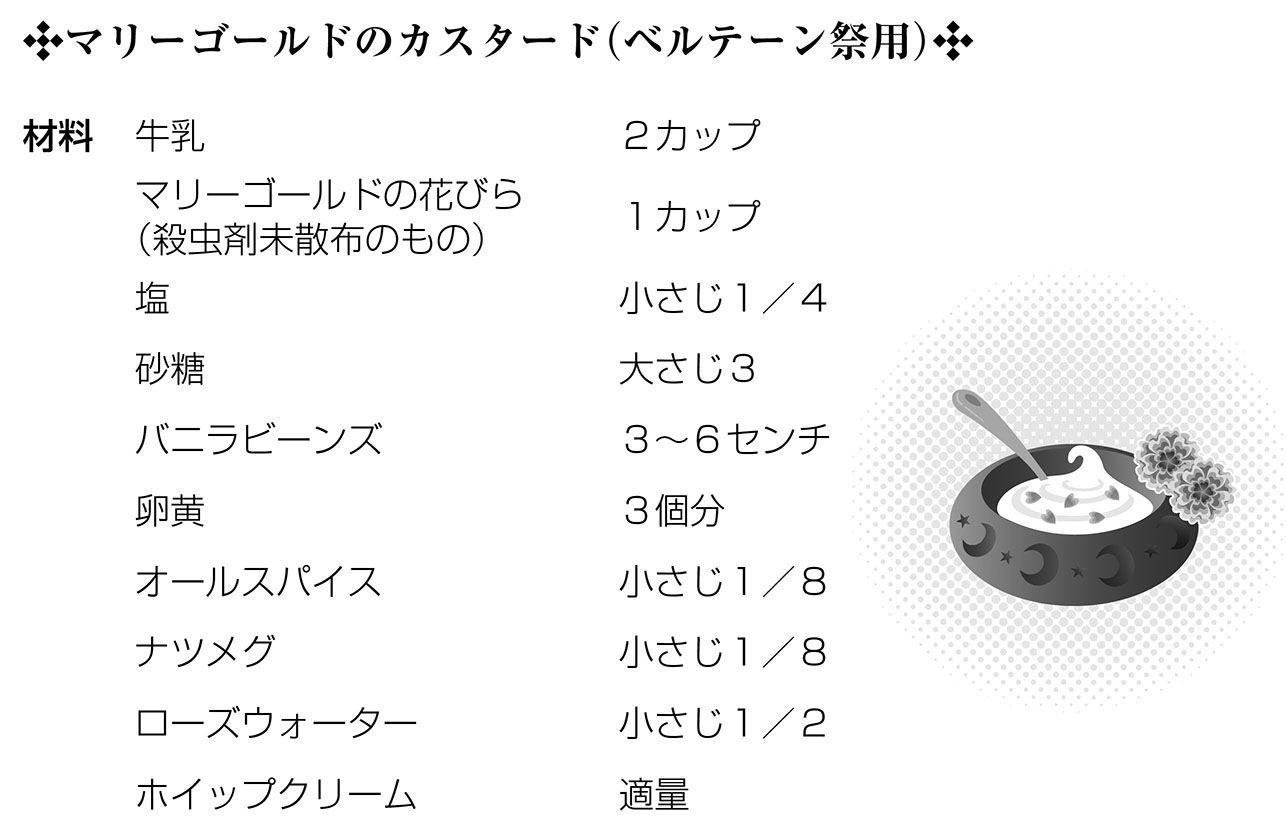 マリーゴールドのカスタード(ベルテーン祭用)
材料 牛乳 2カップ
マリーゴールドの花びら
(殺虫剤未散布のもの) 1カップ
塩 小さじ1／4
砂糖 大さじ3
バニラビーンズ 3〜6センチ
卵黄 3個分
オールスパイス 小さじ1／8
ナツメグ 小さじ1／8
ローズウォーター 小さじ1／2
ホイップクリーム 適量